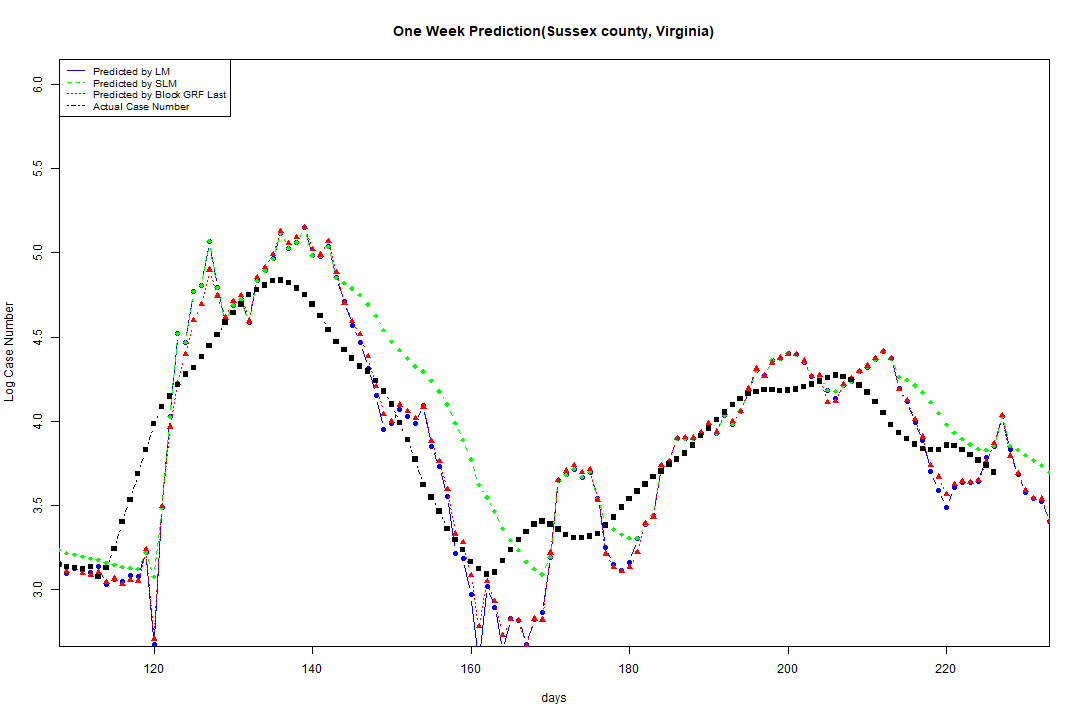 One Week Prediction(Sussex county, Virginia)
Predicted by LM
Predicted by SLM
Predicted by Block GRF Last
Actual Case Number
6.0
5.5
5.0
4.5
4.0
3.5
3.0
Log Case Number
120 140 160 180 200 220
days